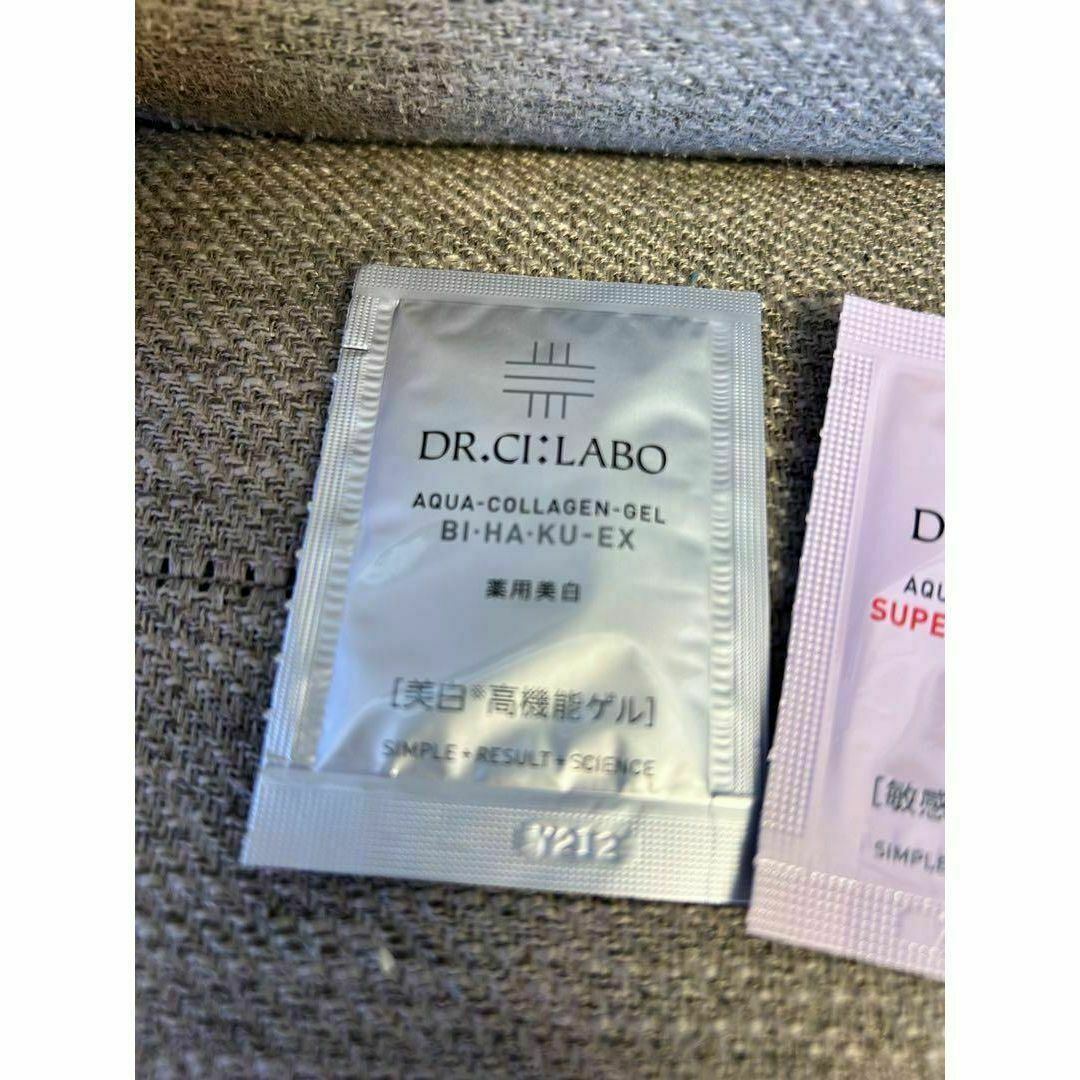 DR.CI:LABO
AQUA-COLLAGEN-GEL
BI·HA·KU-EX
薬用美白
[美白※高機能ゲル]
SIMPLE+RESULT+SCIENCE
Y212
D
AQU
SUPE
[敏感
SIMPLE